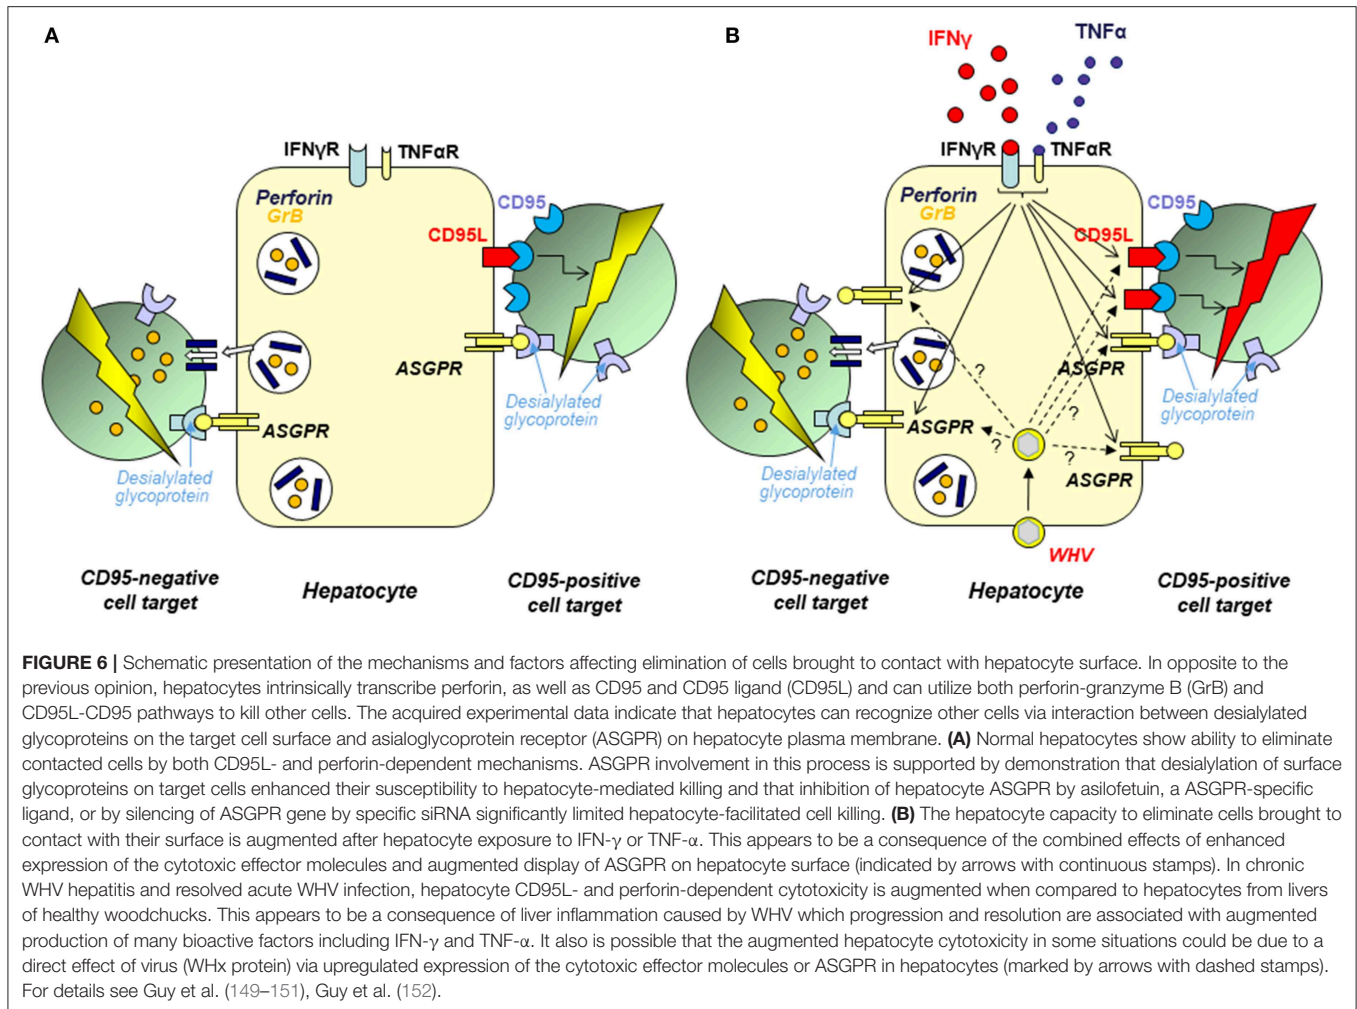 A
IFNγR
TNFαR
Perforin
GrB
CD95
CD95L
ASGPR
Desialylated
glycoprotein
ASGPR
Desialylated
glycoprotein
CD95-negative
cell target
Hepatocyte
CD95-positive
cell target
B
IFNγ
TNFα
IFNγR
TNFαR
Perforin
GrB
CD95
CD95L
?
ASGPR
Desialylated
glycoprotein
?
ASGPR
?
?
ASGPR
Desialylated
glycoprotein
WHV
CD95-negative
cell target
Hepatocyte
CD95-positive
cell target
FIGURE 6 | Schematic presentation of the mechanisms and factors affecting elimination of cells brought to contact with hepatocyte surface. In opposite to the
previous opinion, hepatocytes intrinsically transcribe perforin, as well as CD95 and CD95 ligand (CD95L) and can utilize both perforin-granzyme B (GrB) and
CD95L-CD95 pathways to kill other cells. The acquired experimental data indicate that hepatocytes can recognize other cells via interaction between desialylated
glycoproteins on the target cell surface and asialoglycoprotein receptor (ASGPR) on hepatocyte plasma membrane. (A) Normal hepatocytes show ability to eliminate
contacted cells by both CD95L- and perforin-dependent mechanisms. ASGPR involvement in this process is supported by demonstration that desialylation of surface
glycoproteins on target cells enhanced their susceptibility to hepatocyte-mediated killing and that inhibition of hepatocyte ASGPR by asilofetuin, a ASGPR-specific
ligand, or by silencing of ASGPR gene by specific siRNA significantly limited hepatocyte-facilitated cell killing. (B) The hepatocyte capacity to eliminate cells brought to
contact with their surface is augmented after hepatocyte exposure to IFN-γ or TNF-α. This appears to be a consequence of the combined effects of enhanced
expression of the cytotoxic effector molecules and augmented display of ASGPR on hepatocyte surface (indicated by arrows with continuous stamps). In chronic
WHV hepatitis and resolved acute WHV infection, hepatocyte CD95L- and perforin-dependent cytotoxicity is augmented when compared to hepatocytes from livers
of healthy woodchucks. This appears to be a consequence of liver inflammation caused by WHV which progression and resolution are associated with augmented
production of many bioactive factors including IFN-γ and TNF-α. It also is possible that the augmented hepatocyte cytotoxicity in some situations could be due to a
direct effect of virus (WHx protein) via upregulated expression of the cytotoxic effector molecules or ASGPR in hepatocytes (marked by arrows with dashed stamps).
For details see Guy et al. (149–151), Guy et al. (152).